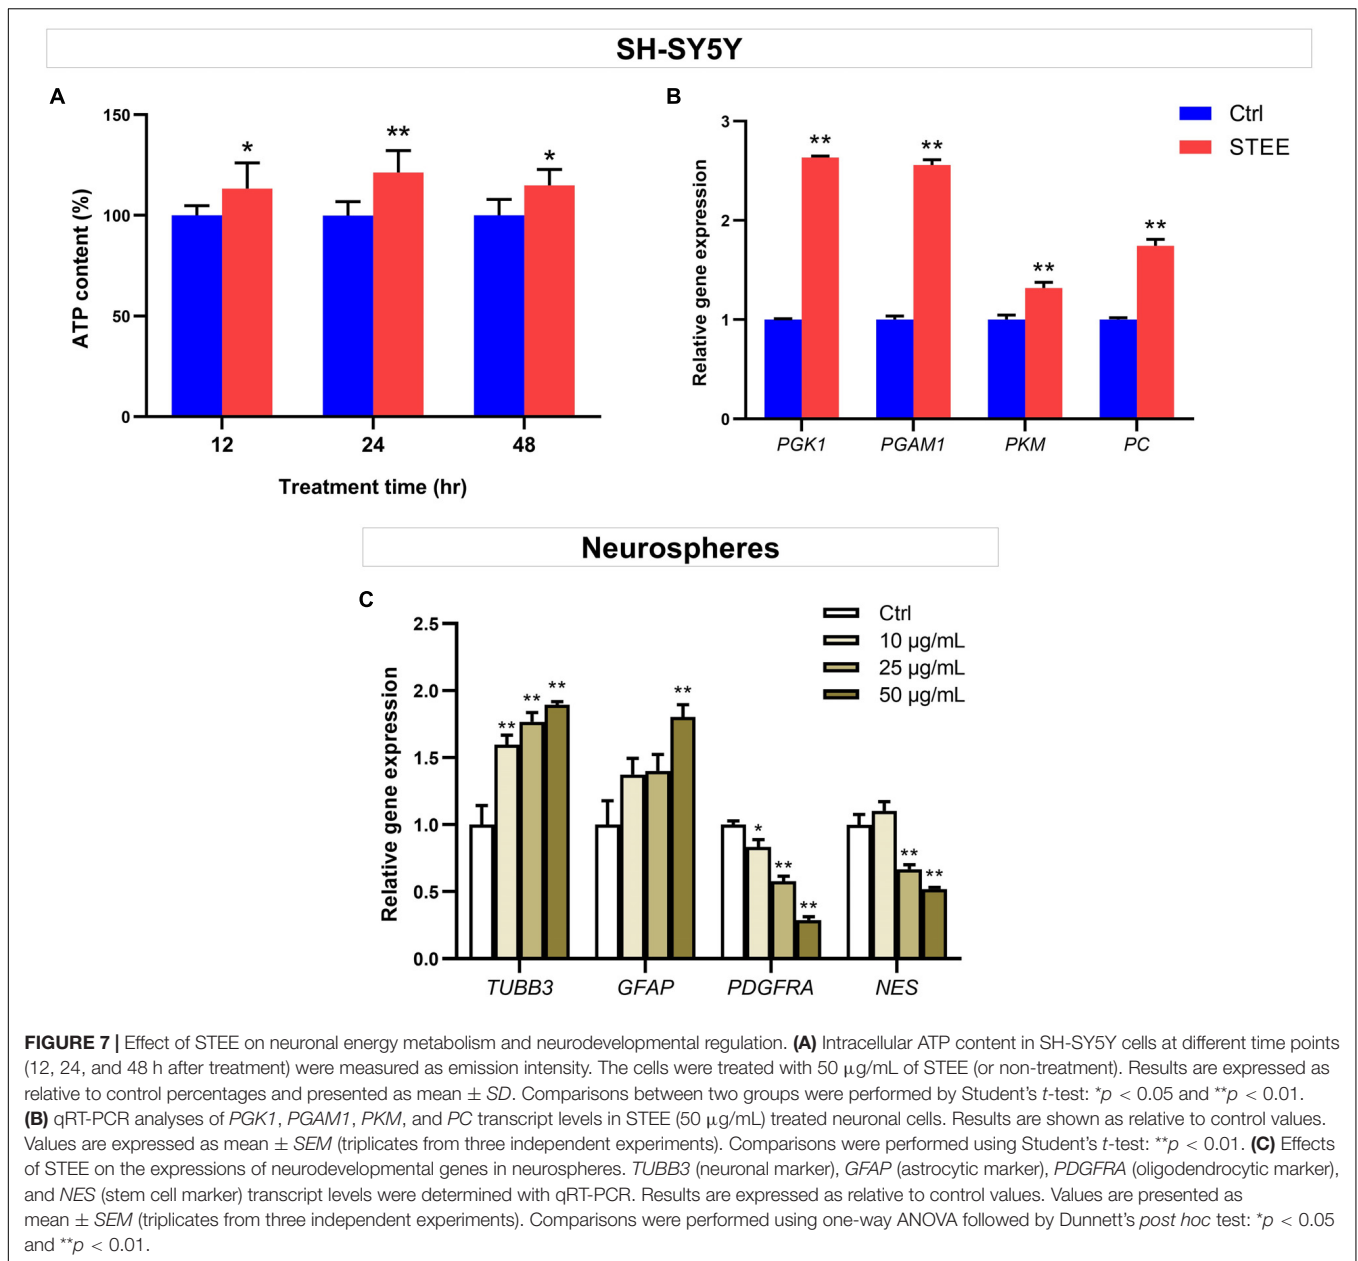 SH-SY5Y
A
150
100
50
0
ATP content (%)
*
**
*
12 24 48
Treatment time (hr)
B
3
2
1
0
Relative gene expression
**
**
**
**
PGK1 PGAM1 PKM PC
Ctrl
STEE
Neurospheres
C
2.5
2.0
1.5
1.0
0.5
0.0
Relative gene expression
**
**
**
**
*
**
**
**
**
TUBB3 GFAP PDGFRA NES
Ctrl
10 μg/mL
25 μg/mL
50 μg/mL
FIGURE 7 | Effect of STEE on neuronal energy metabolism and neurodevelopmental regulation. (A) Intracellular ATP content in SH-SY5Y cells at different time points
(12, 24, and 48 h after treatment) were measured as emission intensity. The cells were treated with 50 μg/mL of STEE (or non-treatment). Results are expressed as
relative to control percentages and presented as mean ± SD. Comparisons between two groups were performed by Student's t-test: *p < 0.05 and **p < 0.01.
(B) qRT-PCR analyses of PGK1, PGAM1, PKM, and PC transcript levels in STEE (50 μg/mL) treated neuronal cells. Results are shown as relative to control values.
Values are expressed as mean ± SEM (triplicates from three independent experiments). Comparisons were performed using Student's t-test: **p < 0.01. (C) Effects
of STEE on the expressions of neurodevelopmental genes in neurospheres. TUBB3 (neuronal marker), GFAP (astrocytic marker), PDGFRA (oligodendrocytic marker),
and NES (stem cell marker) transcript levels were determined with qRT-PCR. Results are expressed as relative to control values. Values are presented as
mean ± SEM (triplicates from three independent experiments). Comparisons were performed using one-way ANOVA followed by Dunnett's post hoc test: *p < 0.05
and **p < 0.01.